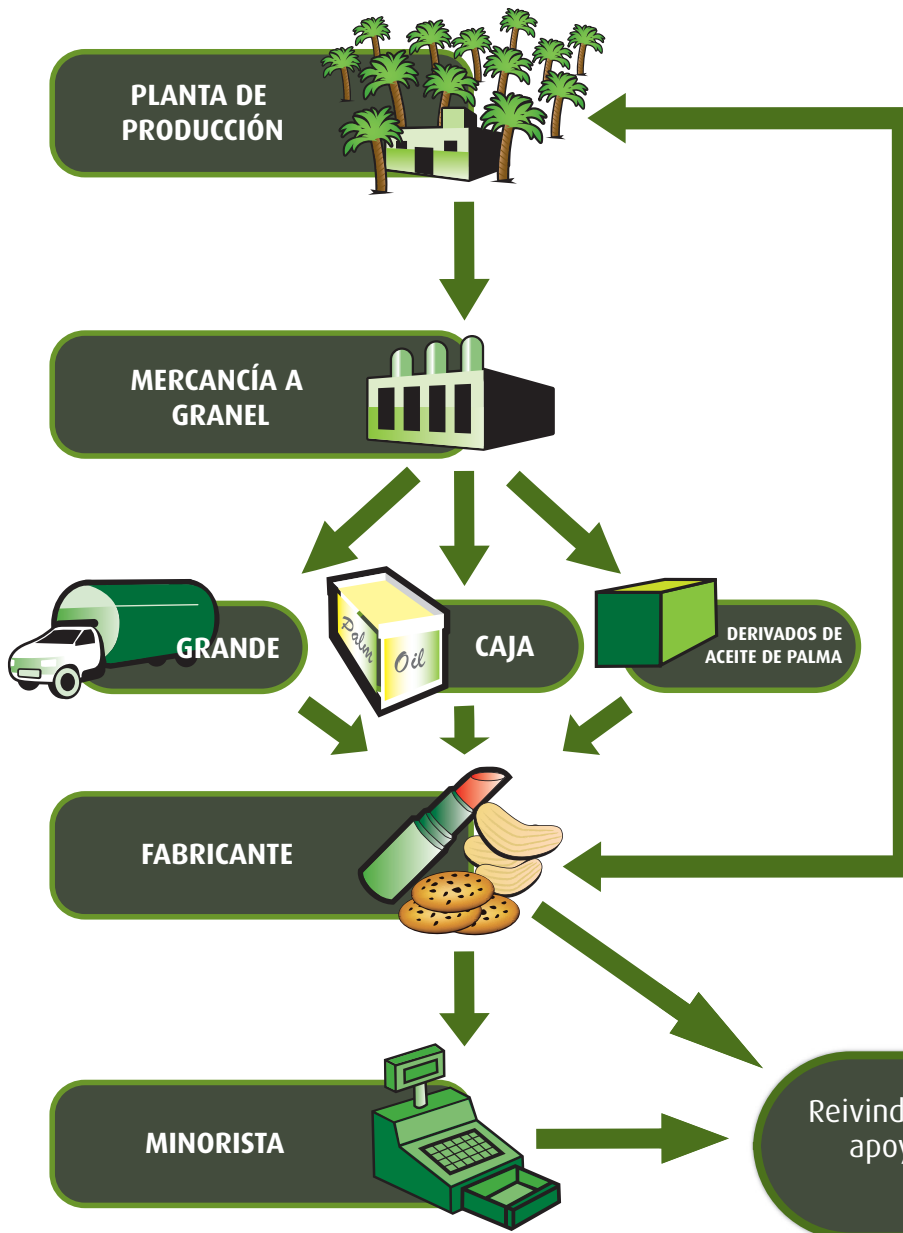 PLANTA DE
PRODUCCIÓN
MERCANCÍA A
GRANEL
GRANDE
Palm
Oil
CAJA
DERIVADOS DE
ACEITE DE PALMA
FABRICANTE
MINORISTA